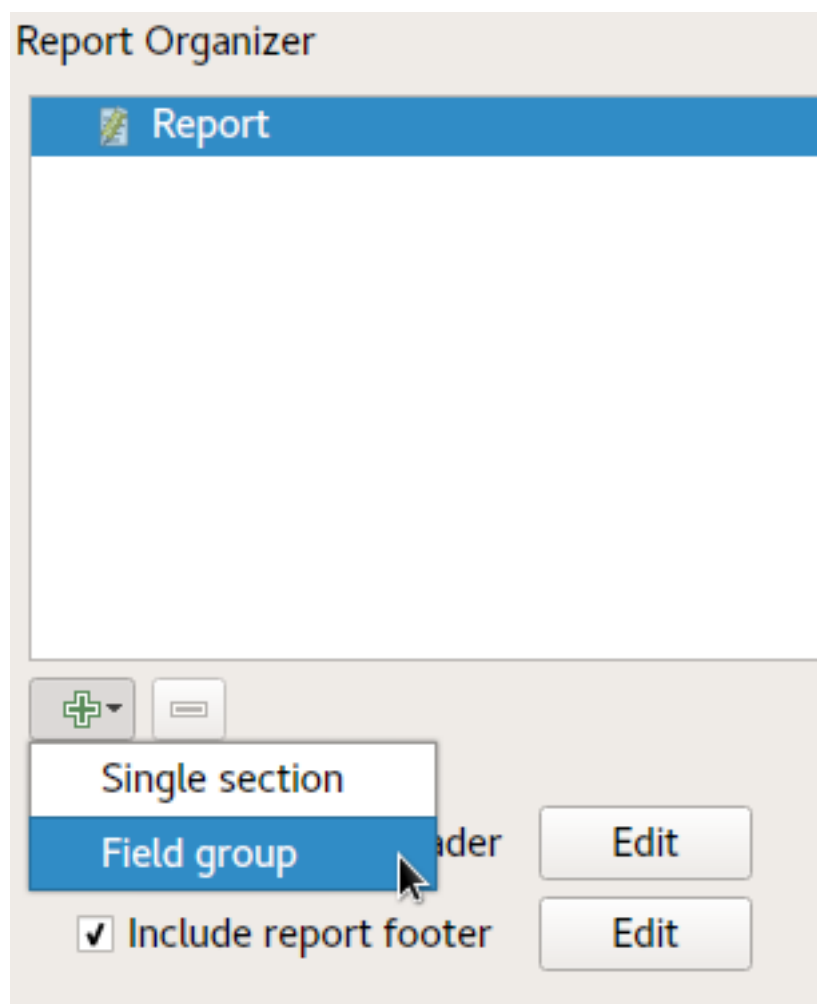 Report Organizer
Report
Single section
Field group
ader Edit
Include report footer Edit